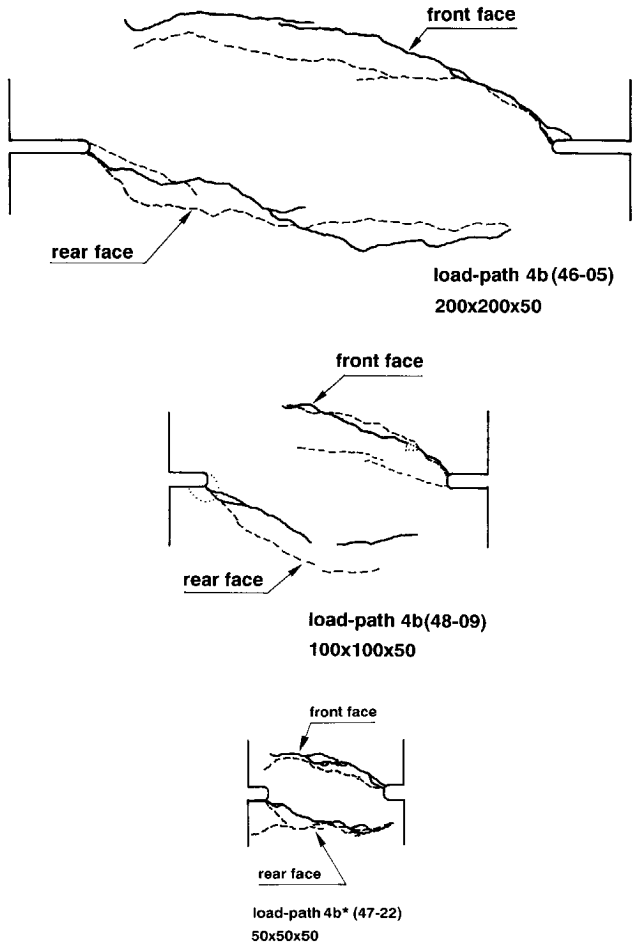 front face
rear face
load-path 4b (46-05)
200x200x50
front face
rear face
load-path 4b(48-09)
100x100x50
front face
rear face
load-path 4b* (47-22)
50x50x50